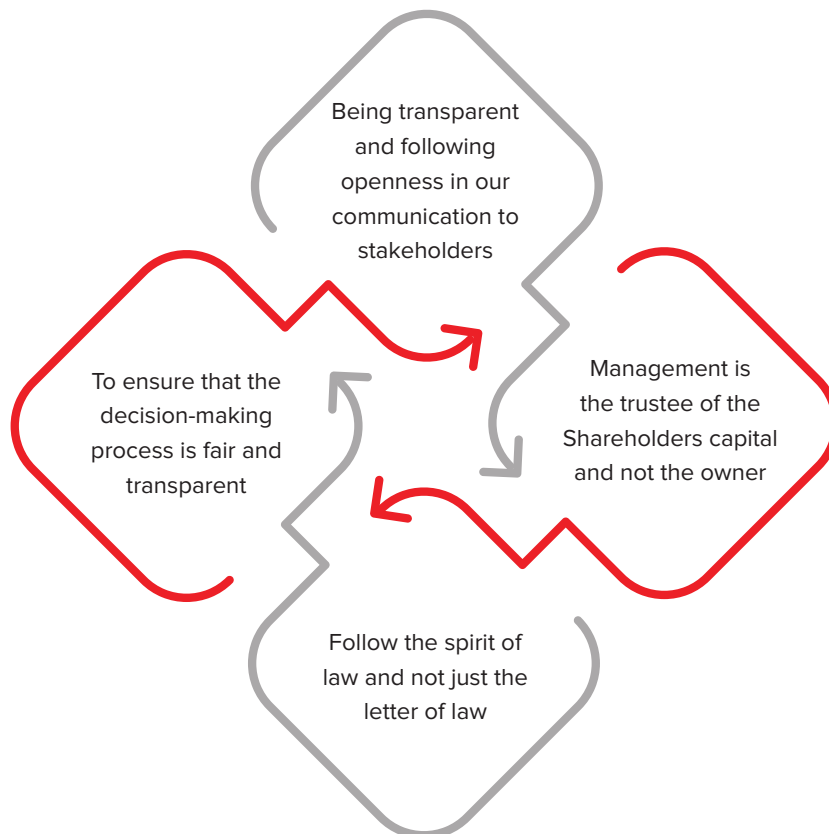 Being transparent
and following
openness in our
communication to
stakeholders
To ensure that the
decision-making
process is fair and
transparent
Management is
the trustee of the
Shareholders capital
and not the owner
Follow the spirit of
law and not just the
letter of law